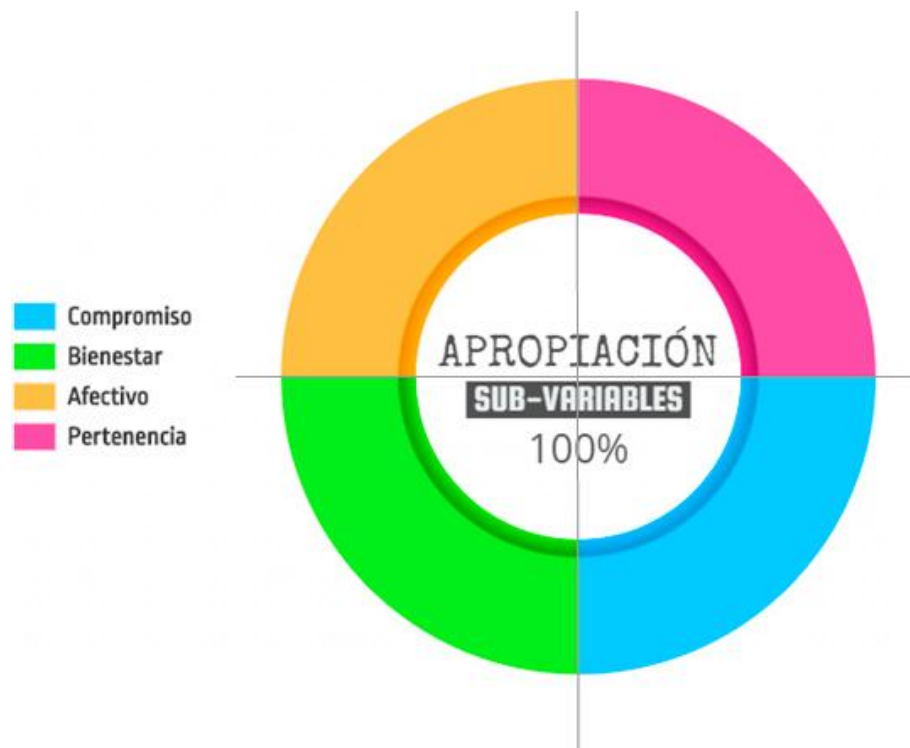 Compromiso
Bienestar
Afectivo
Pertenencia
APROPIACIÓN
SUB-VARIABLES
100%